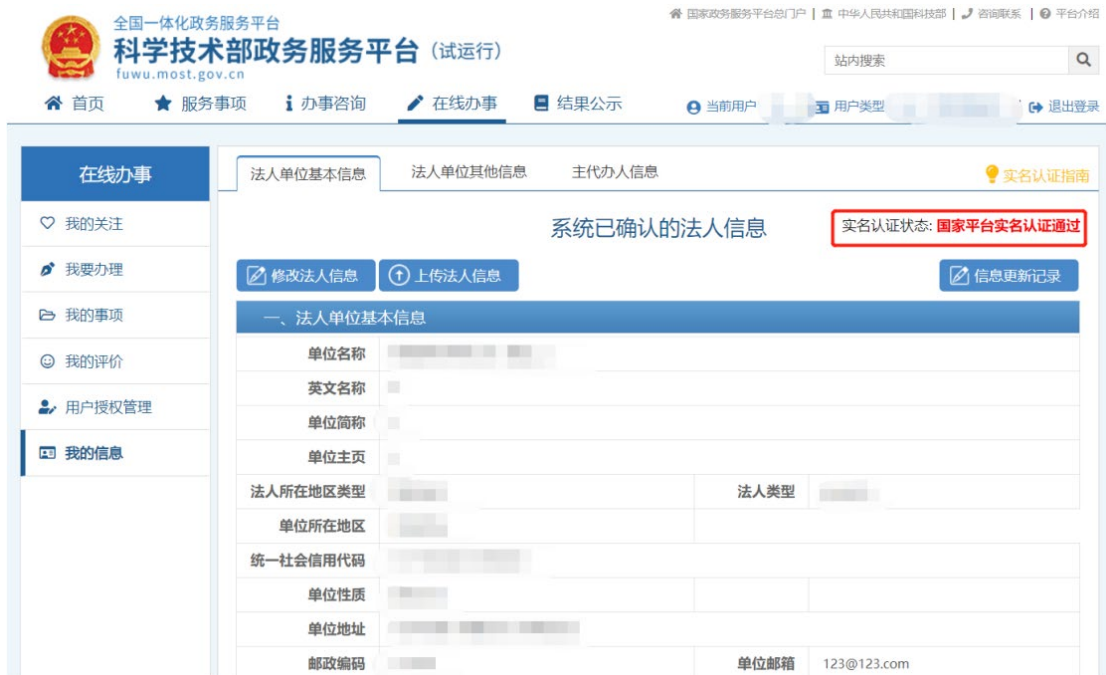 国家政务服务平台总门户 | 中华人民共和国科技部 | 咨询联系 | 平台介绍
全国一体化政务服务平台
科学技术部政务服务平台（试运行）
fuwu.most.gov.cn
站内搜索
首页 服务事项 办事咨询 在线办事 结果公示 当前用户 用户类型 退出登录
在线办事
我的关注
我要办理
我的事项
我的评价
用户授权管理
我的信息
法人单位基本信息 法人单位其他信息 主代办人信息 实名认证指南
系统已确认的法人信息 实名认证状态: 国家平台实名认证通过
修改法人信息 上传法人信息 信息更新记录
一、法人单位基本信息
单位名称
英文名称
单位简称
单位主页
法人所在地区类型 法人类型
单位所在地区
统一社会信用代码
单位性质
单位地址
邮政编码 单位邮箱 123@123.com